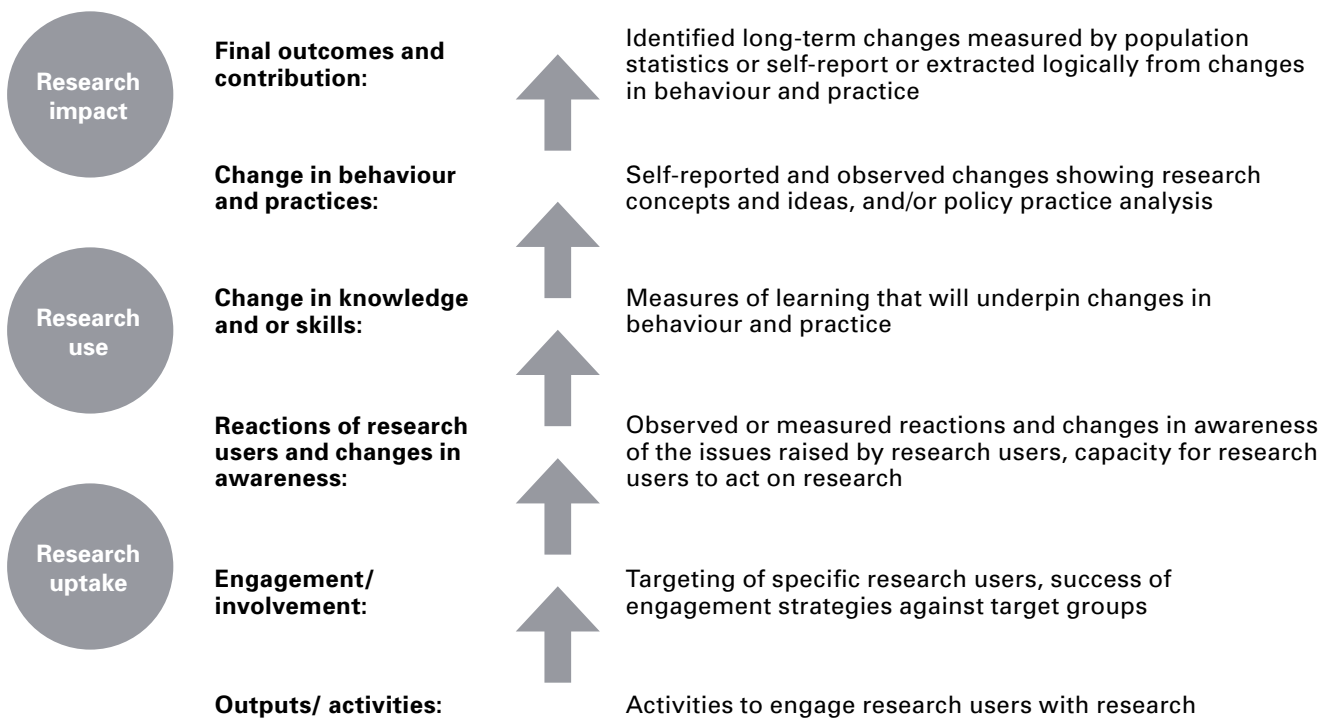 Research
impact
Final outcomes and
contribution:
Identified long-term changes measured by population
statistics or self-report or extracted logically from changes
in behaviour and practice
Change in behaviour
and practices:
Self-reported and observed changes showing research
concepts and ideas, and/or policy practice analysis
Research
use
Change in knowledge
and or skills:
Measures of learning that will underpin changes in
behaviour and practice
Reactions of research
users and changes in
awareness:
Observed or measured reactions and changes in awareness
of the issues raised by research users, capacity for research
users to act on research
Research
uptake
Engagement/
involvement:
Targeting of specific research users, success of
engagement strategies against target groups
Outputs/ activities:
Activities to engage research users with research